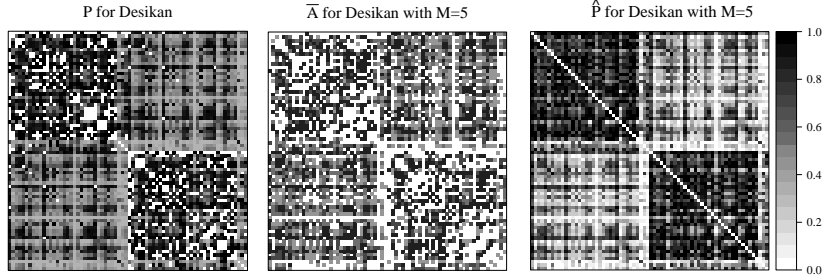 P for Desikan
A̅ for Desikan with M=5
P̂ for Desikan with M=5
1.0
0.8
0.6
0.4
0.2
0.0